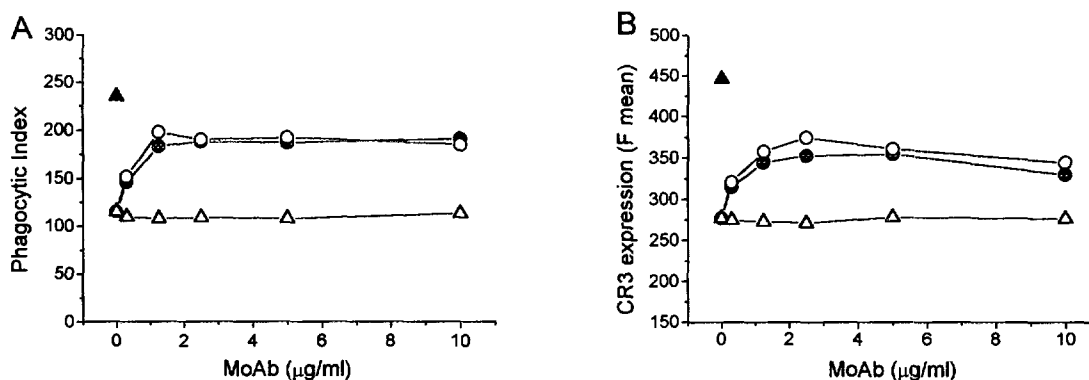 A
300
250
200
150
100
50
0
Phagocytic Index
0 2 4 6 8 10
MoAb (μg/ml)
B
500
450
400
350
300
250
200
150
CR3 expression (F mean)
0 2 4 6 8 10
MoAb (μg/ml)